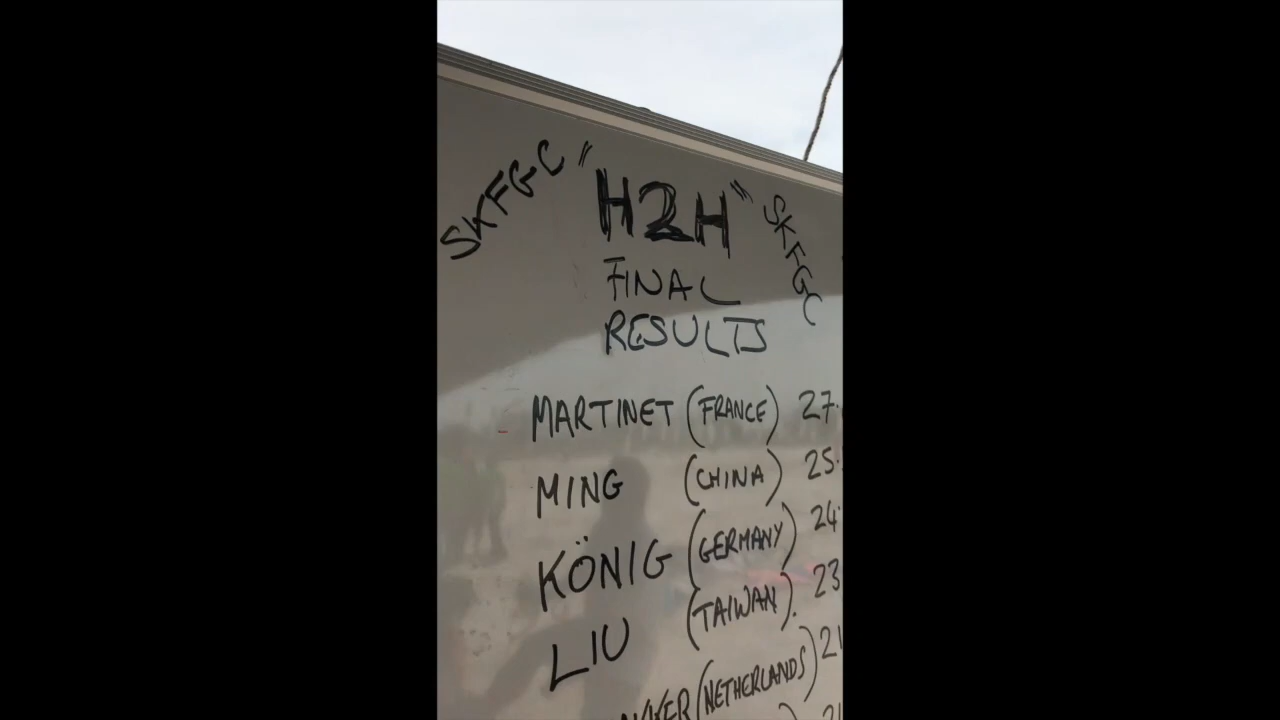 SKFGC "H2H" SKFGC
FINAL
RESULTS
MARTINET (FRANCE) 27.
MING (CHINA) 25.
KÖNIG (GERMANY) 24.
LIU (TAIWAN). 23
(NETHERLANDS) 21
21